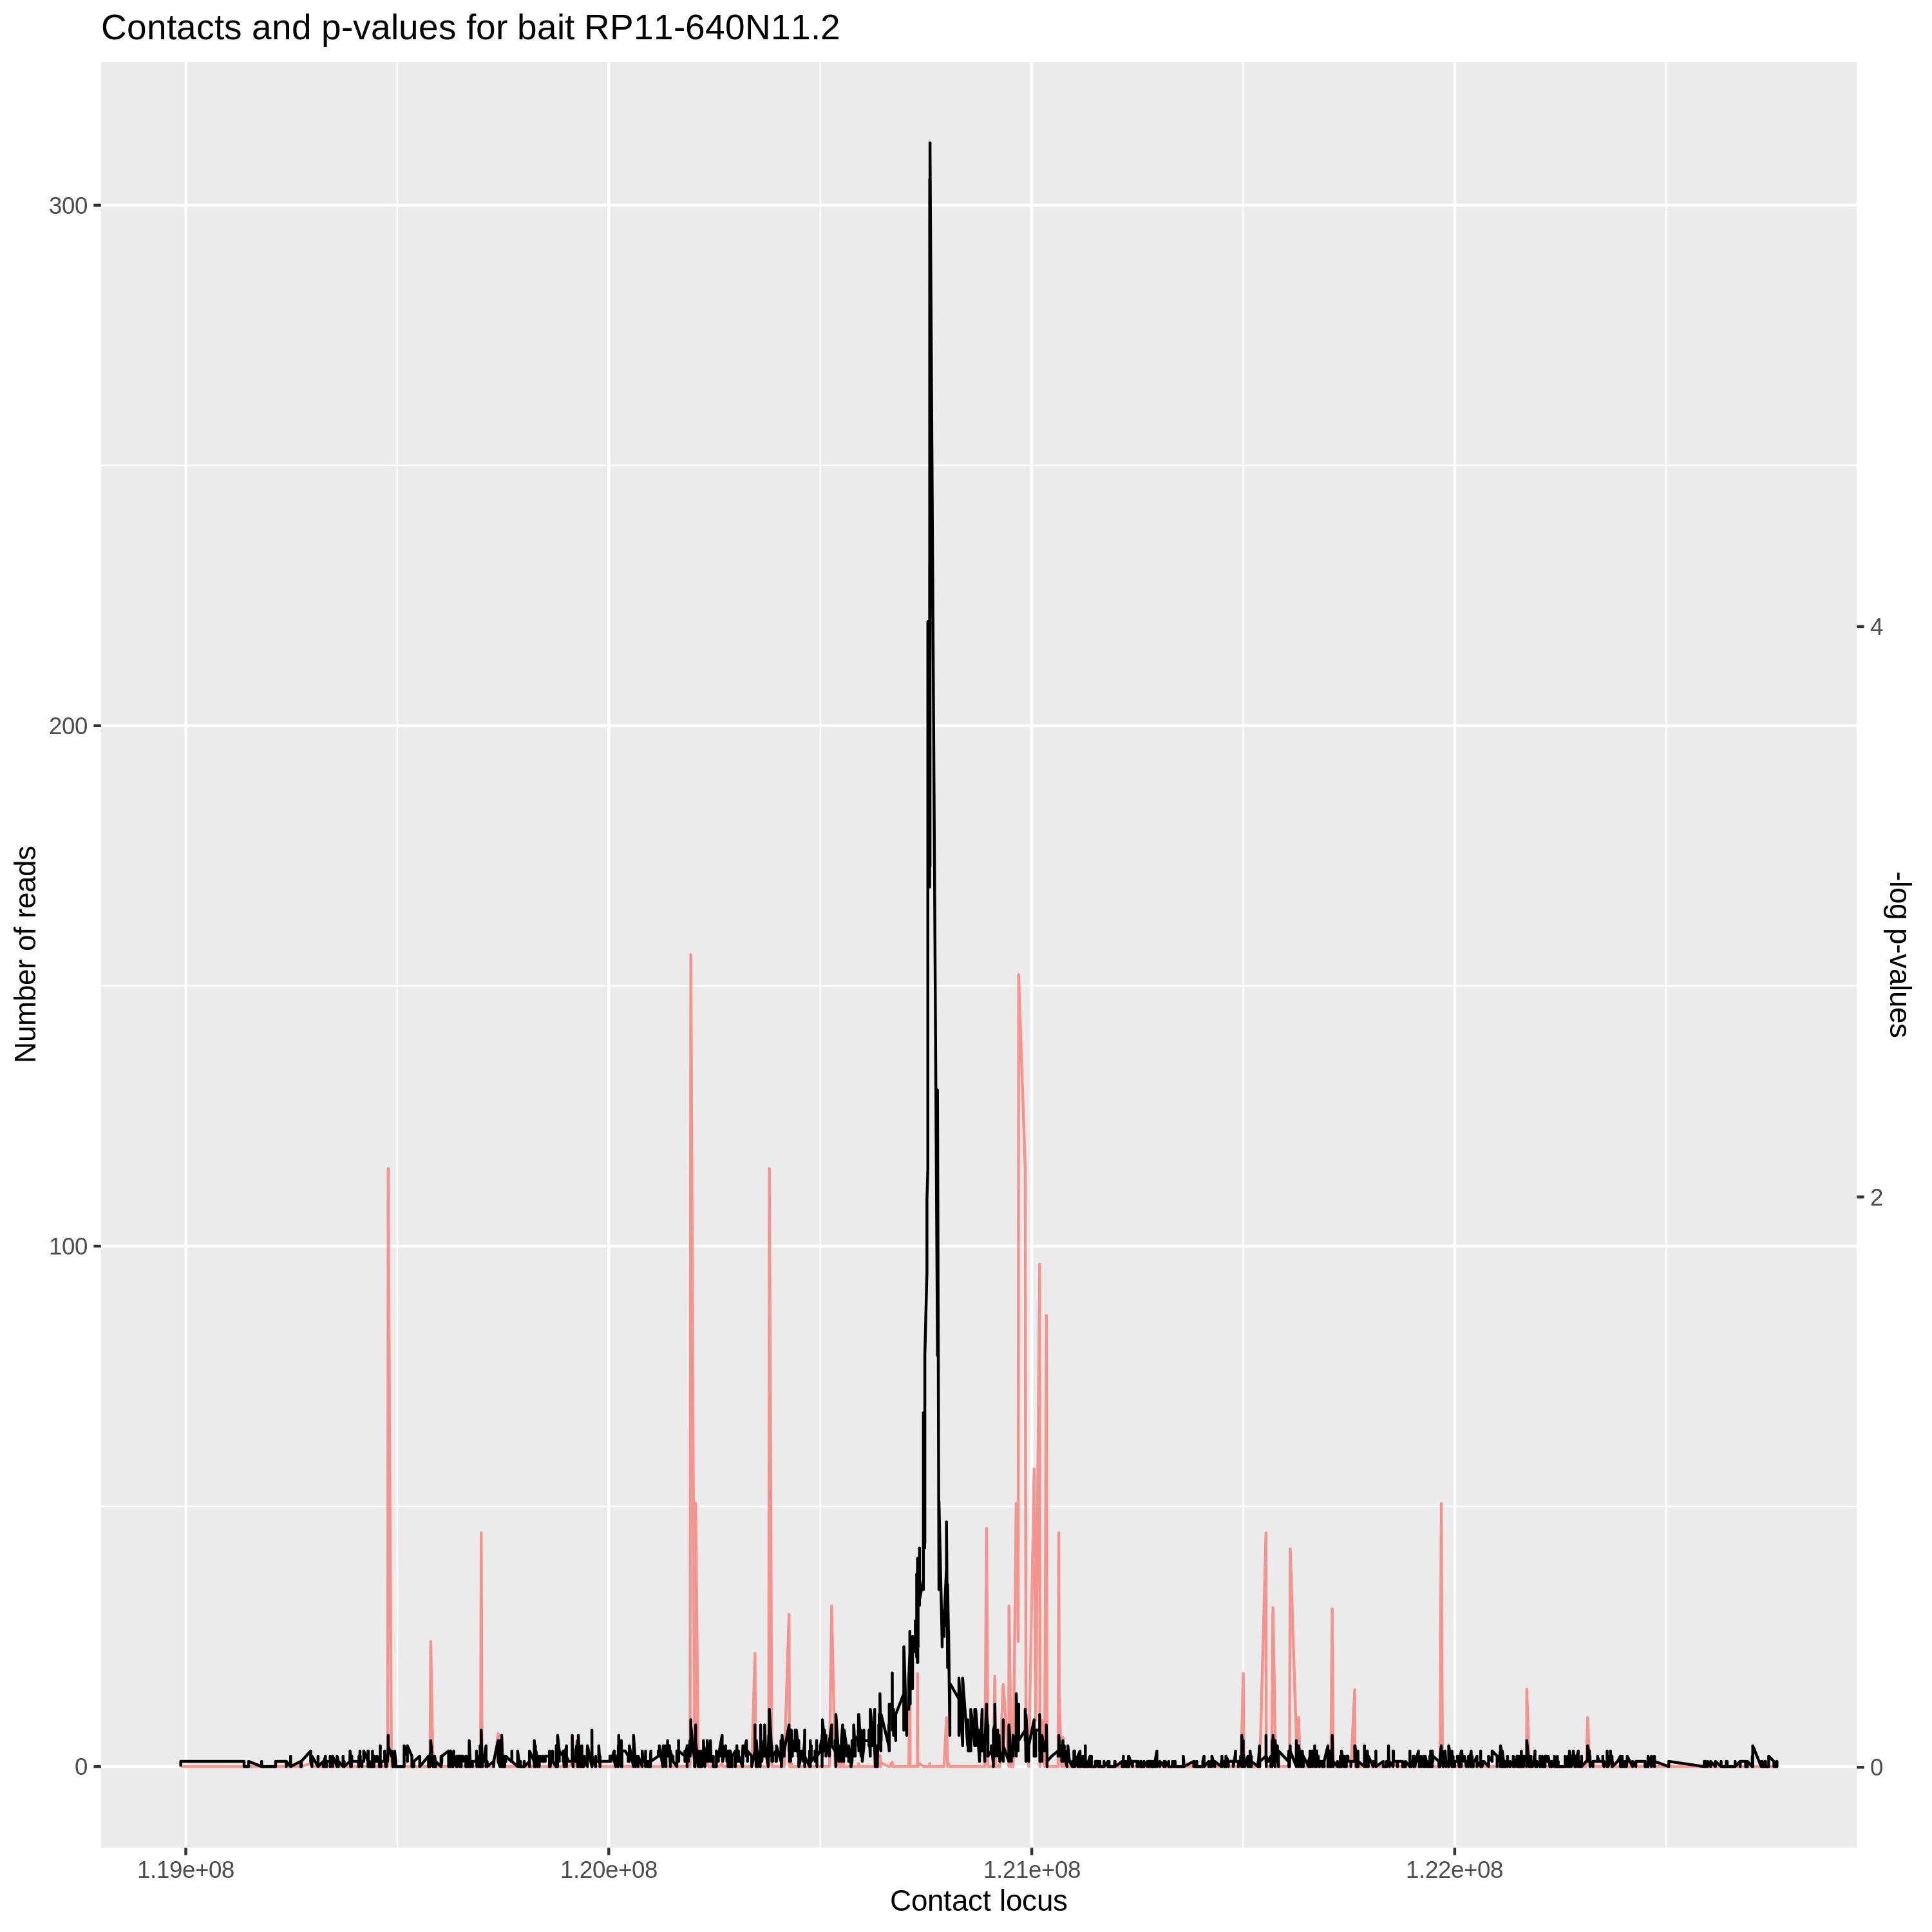 Contacts and p-values for bait RP11-640N11.2
300
200
100
0
Number of reads
4
2
0
-log p-values
1.19e+08 1.20e+08 1.21e+08 1.22e+08
Contact locus